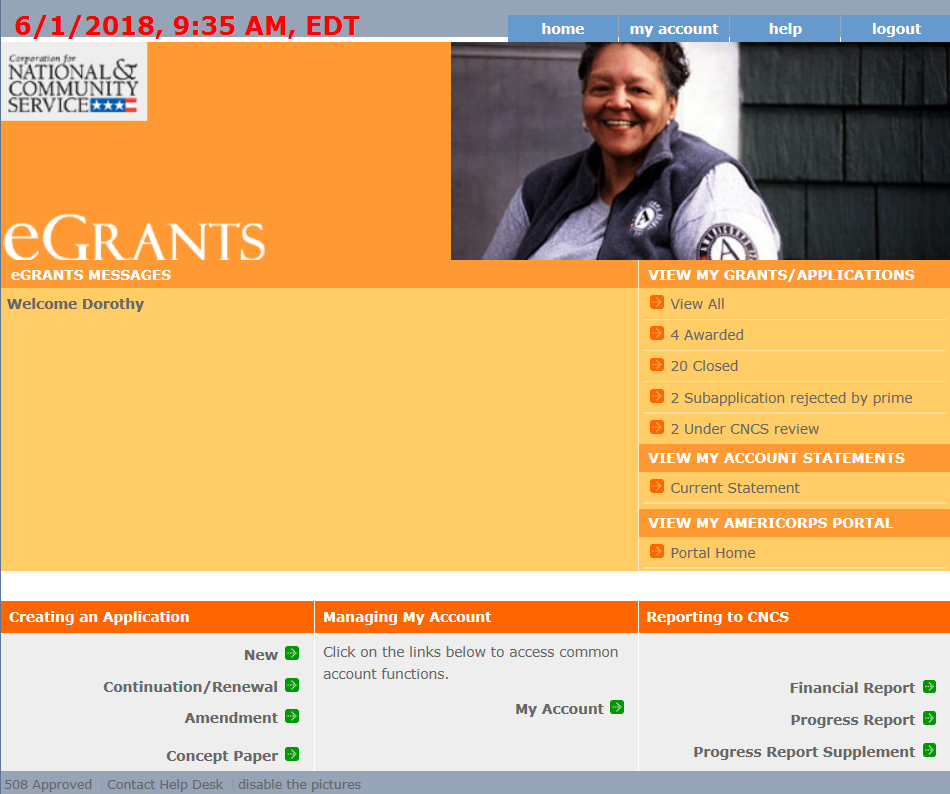 6/1/2018, 9:35 AM, EDT
home
my account
help
logout
Corporation for
NATIONAL &
COMMUNITY
SERVICE
eGRANTS
eGRANTS MESSAGES
Welcome Dorothy
VIEW MY GRANTS/APPLICATIONS
View All
4 Awarded
20 Closed
2 Subapplication rejected by prime
2 Under CNCS review
VIEW MY ACCOUNT STATEMENTS
Current Statement
VIEW MY AMERICORPS PORTAL
Portal Home
Creating an Application
New
Continuation/Renewal
Amendment
Concept Paper
Managing My Account
Click on the links below to access common
account functions.
My Account
Reporting to CNCS
Financial Report
Progress Report
Progress Report Supplement
508 Approved
Contact Help Desk
disable the pictures